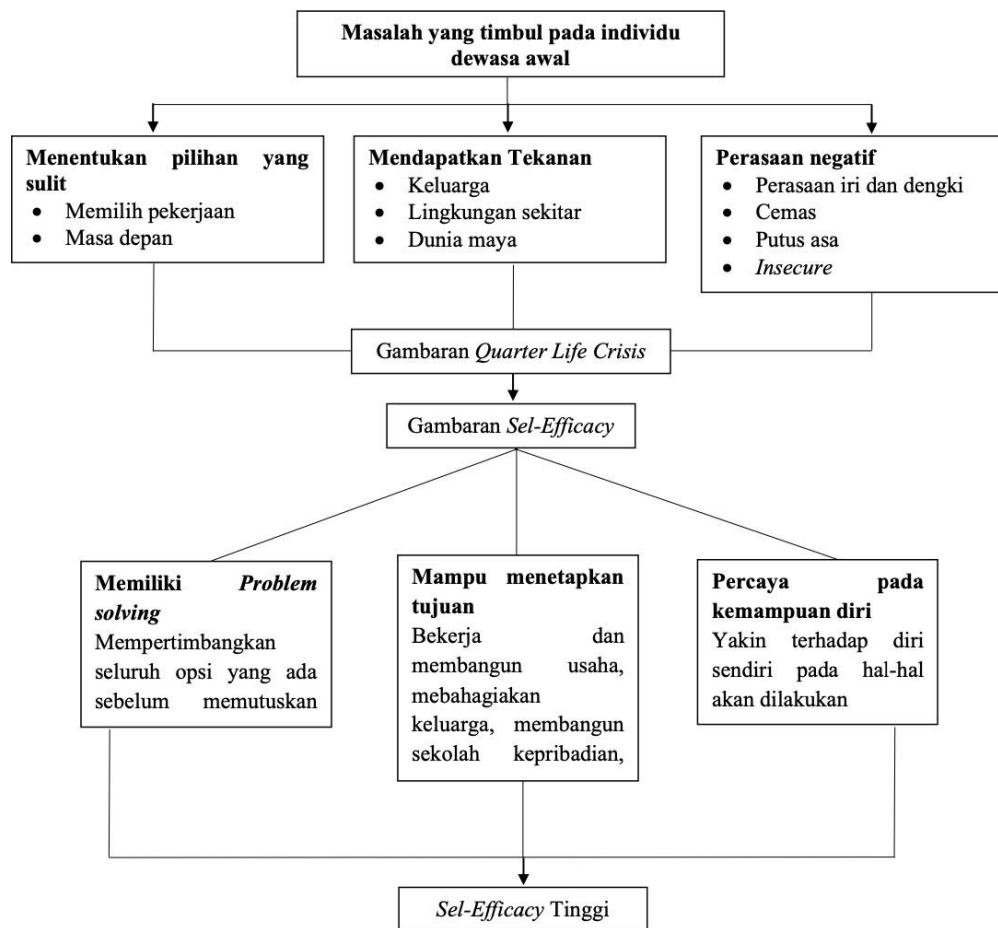 Masalah yang timbul pada individu
dewasa awal
Menentukan pilihan yang
sulit
• Memilih pekerjaan
• Masa depan
Mendapatkan Tekanan
• Keluarga
• Lingkungan sekitar
• Dunia maya
Perasaan negatif
• Perasaan iri dan dengki
• Cemas
• Putus asa
• Insecure
Gambaran Quarter Life Crisis
Gambaran Sel-Efficacy
Memiliki Problem
solving
Mempertimbangkan
seluruh opsi yang ada
sebelum memutuskan
Mampu menetapkan
tujuan
Bekerja dan
membangun usaha,
mebahagiakan
keluarga, membangun
sekolah kepribadian,
Percaya pada
kemampuan diri
Yakin terhadap diri
sendiri pada hal-hal
akan dilakukan
Sel-Efficacy Tinggi